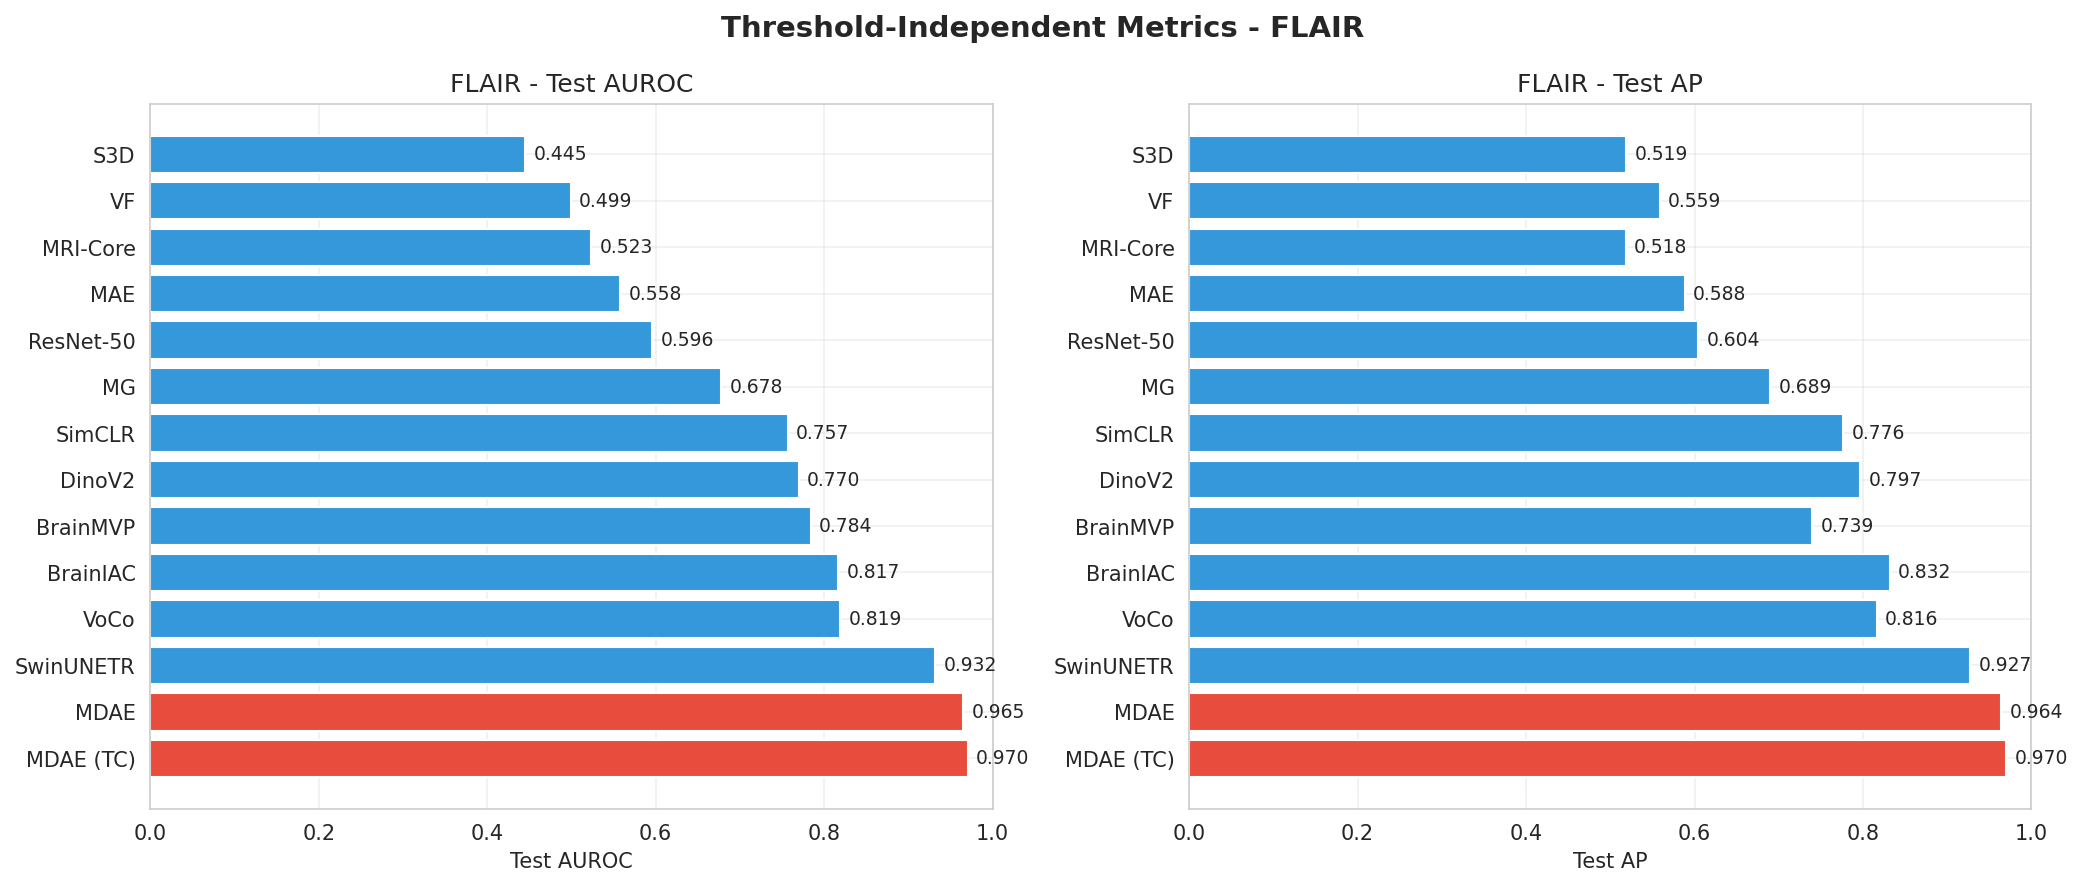 Threshold-Independent Metrics - FLAIR
FLAIR - Test AUROC
S3D 0.445
VF 0.499
MRI-Core 0.523
MAE 0.558
ResNet-50 0.596
MG 0.678
SimCLR 0.757
DinoV2 0.770
BrainMVP 0.784
BrainIAC 0.817
VoCo 0.819
SwinUNETR 0.932
MDAE 0.965
MDAE (TC) 0.970
0.0 0.2 0.4 0.6 0.8 1.0
Test AUROC
FLAIR - Test AP
S3D 0.519
VF 0.559
MRI-Core 0.518
MAE 0.588
ResNet-50 0.604
MG 0.689
SimCLR 0.776
DinoV2 0.797
BrainMVP 0.739
BrainIAC 0.832
VoCo 0.816
SwinUNETR 0.927
MDAE 0.964
MDAE (TC) 0.970
0.0 0.2 0.4 0.6 0.8 1.0
Test AP